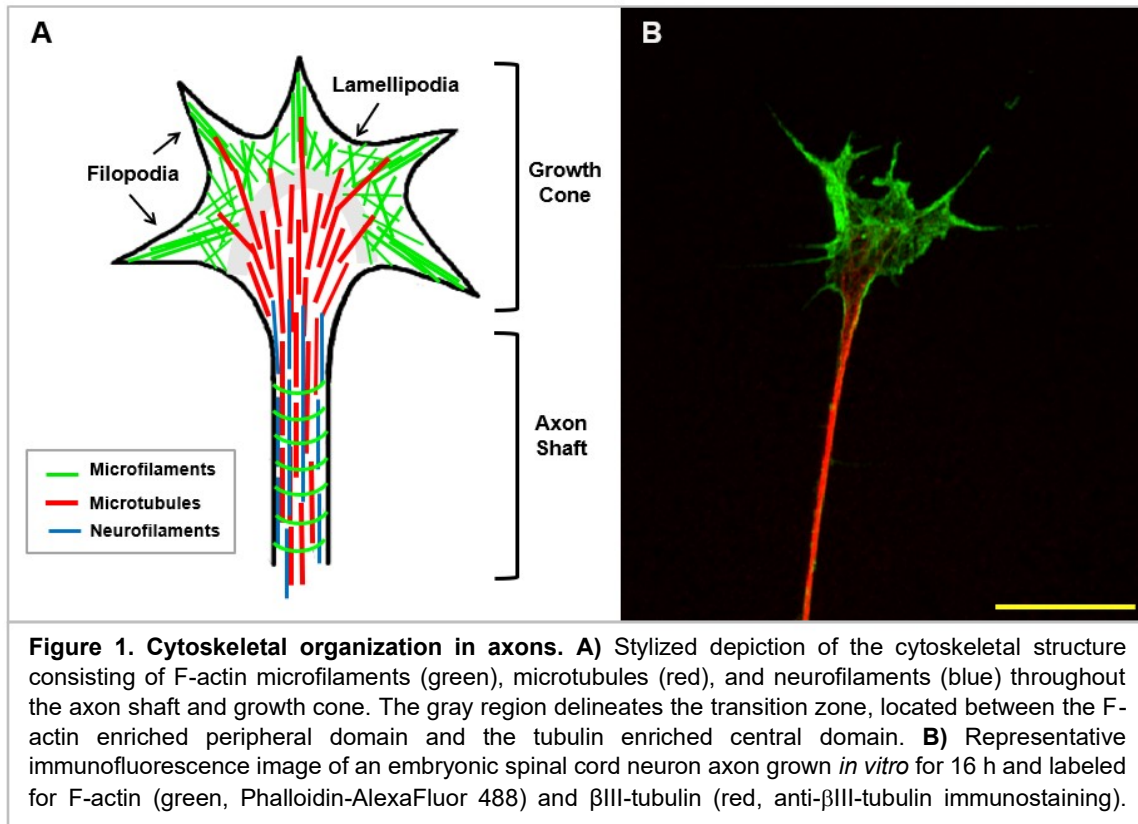 A
B
Lamellipodia
Filopodia
Growth
Cone
Axon
Shaft
Microfilaments
Microtubules
Neurofilaments
Figure 1. Cytoskeletal organization in axons. A) Stylized depiction of the cytoskeletal structure
consisting of F-actin microfilaments (green), microtubules (red), and neurofilaments (blue) throughout
the axon shaft and growth cone. The gray region delineates the transition zone, located between the F-
actin enriched peripheral domain and the tubulin enriched central domain. B) Representative
immunofluorescence image of an embryonic spinal cord neuron axon grown in vitro for 16 h and labeled
for F-actin (green, Phalloidin-AlexaFluor 488) and βIII-tubulin (red, anti-βIII-tubulin immunostaining).